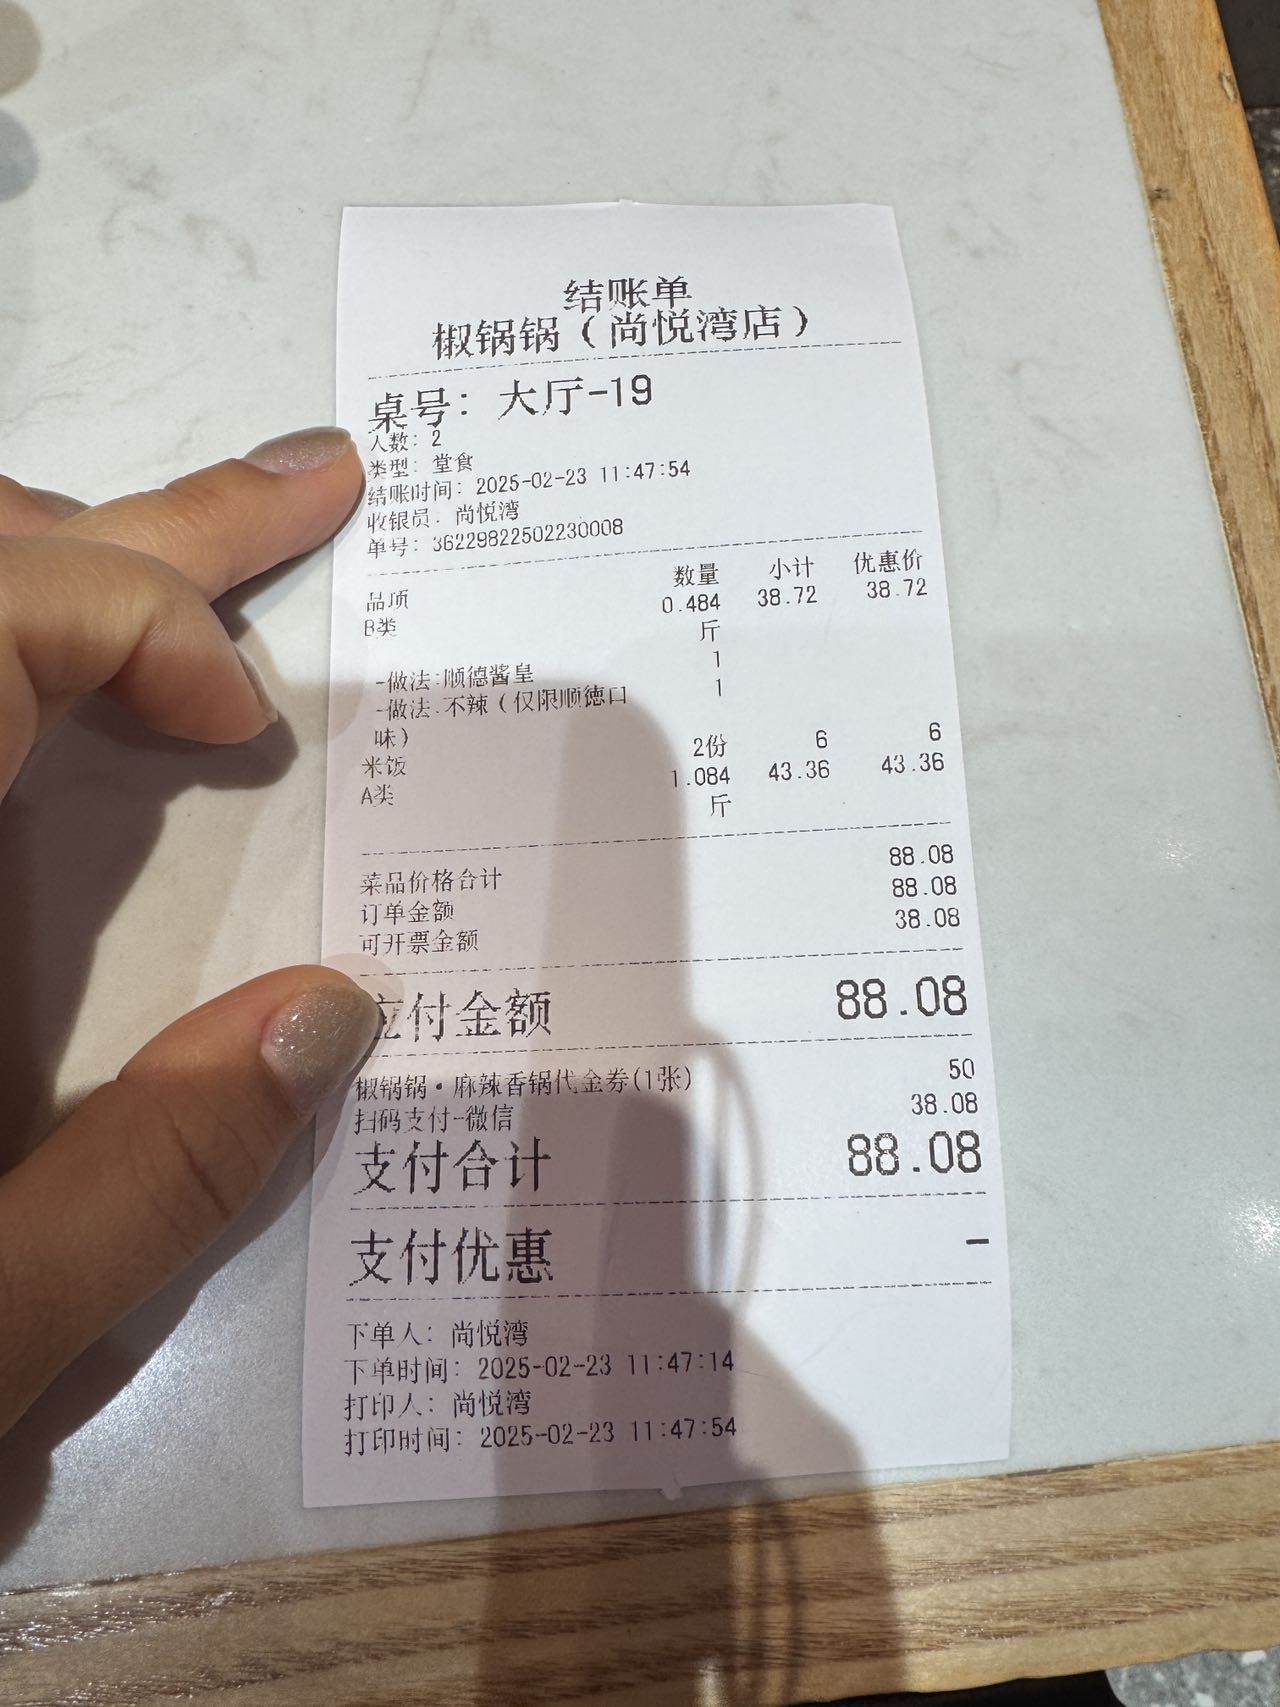 结账单
椒锅锅（尚悦湾店）
桌号：大厅-19
人数：2
类型：堂食
结账时间：2025-02-23 11:47:54
收银员：尚悦湾
单号：36229822502230008
品项 数量 小计 优惠价
B类 0.484斤 38.72 38.72
-做法:顺德酱皇 1
-做法:不辣（仅限顺德口味） 1
米饭 2份 6 6
A类 1.084斤 43.36 43.36
菜品价格合计 88.08
订单金额 88.08
可开票金额 38.08
应付金额 88.08
椒锅锅·麻辣香锅代金券(1张) 50
扫码支付-微信 38.08
支付合计 88.08
支付优惠 -
下单人：尚悦湾
下单时间：2025-02-23 11:47:14
打印人：尚悦湾
打印时间：2025-02-23 11:47:54